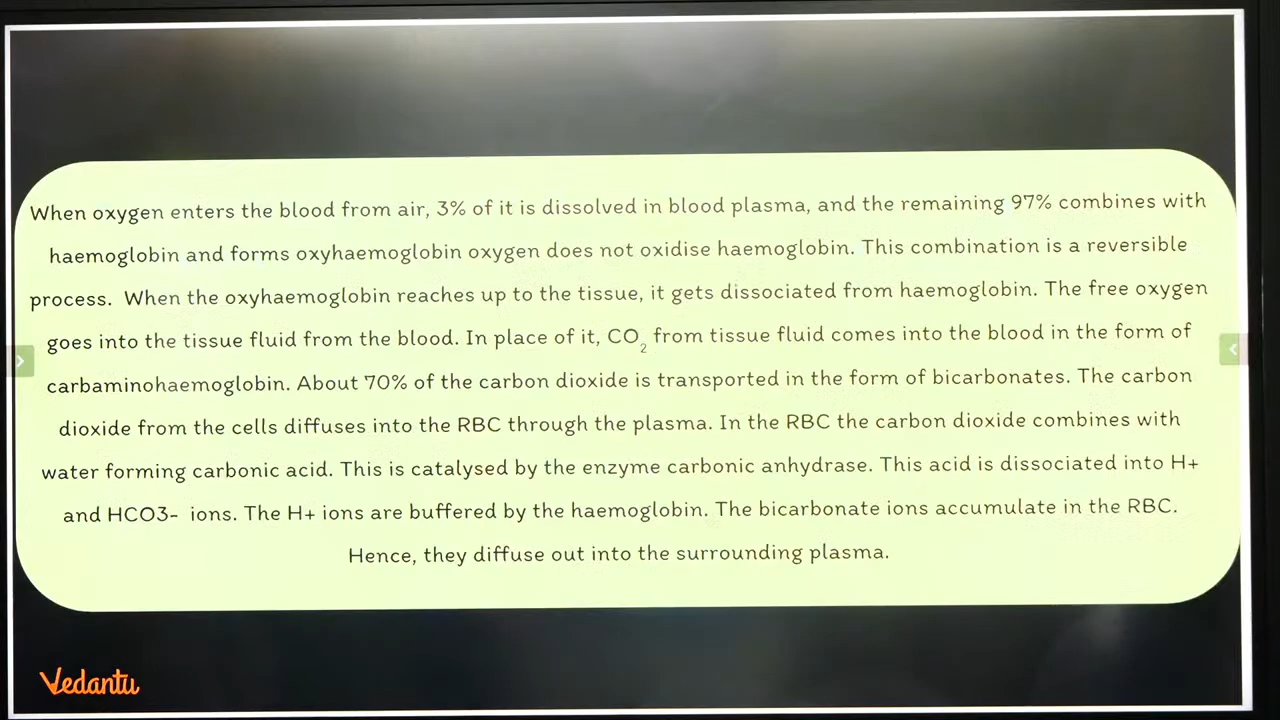 When oxygen enters the blood from air, 3% of it is dissolved in blood plasma, and the remaining 97% combines with
haemoglobin and forms oxyhaemoglobin oxygen does not oxidise haemoglobin. This combination is a reversible
process. When the oxyhaemoglobin reaches up to the tissue, it gets dissociated from haemoglobin. The free oxygen
goes into the tissue fluid from the blood. In place of it, CO₂ from tissue fluid comes into the blood in the form of
carbaminohaemoglobin. About 70% of the carbon dioxide is transported in the form of bicarbonates. The carbon
dioxide from the cells diffuses into the RBC through the plasma. In the RBC the carbon dioxide combines with
water forming carbonic acid. This is catalysed by the enzyme carbonic anhydrase. This acid is dissociated into H+
and HCO3- ions. The H+ ions are buffered by the haemoglobin. The bicarbonate ions accumulate in the RBC.
Hence, they diffuse out into the surrounding plasma.
Vedantu